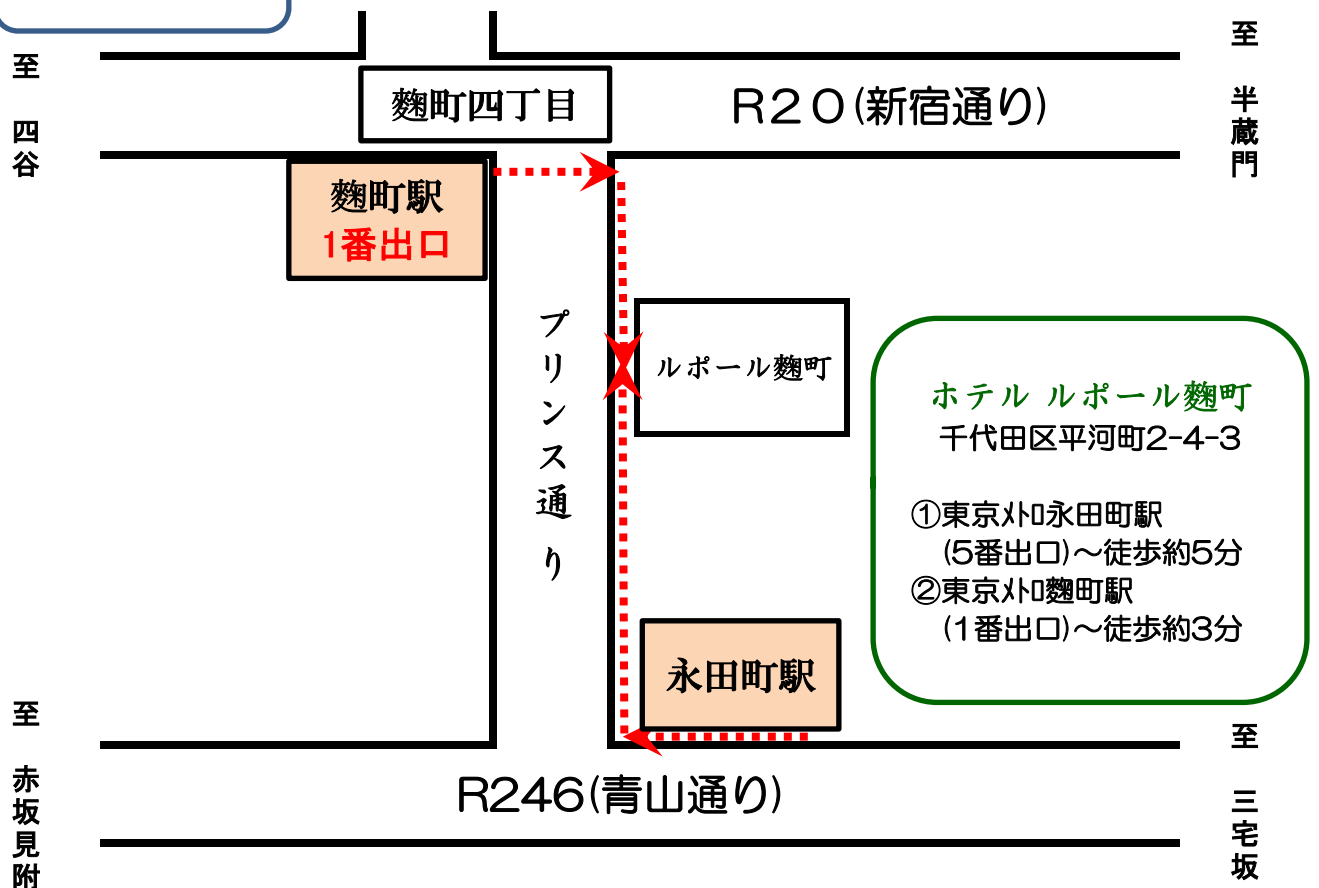 至 四谷
至 半蔵門
麴町四丁目
R20(新宿通り)
麴町駅
1番出口
プリンス通り
ルポール麴町
ホテル ルポール麴町
千代田区平河町2-4-3
①東京ﾒﾄﾛ永田町駅
(5番出口)～徒歩約5分
②東京ﾒﾄﾛ麴町駅
(1番出口)～徒歩約3分
永田町駅
至 赤坂見附
至 三宅坂
R246(青山通り)